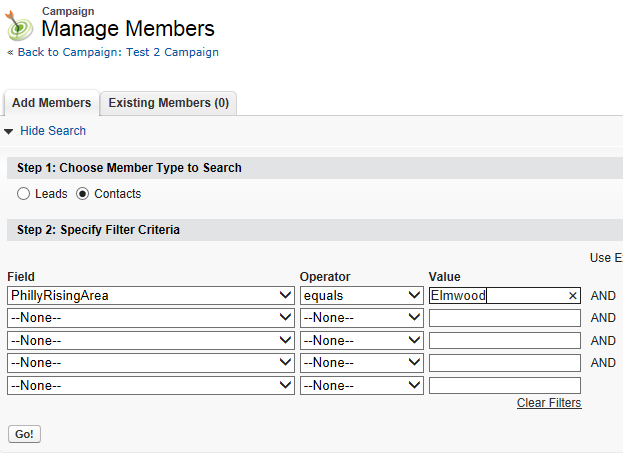 Campaign
Manage Members
« Back to Campaign: Test 2 Campaign
Add Members Existing Members (0)
Hide Search
Step 1: Choose Member Type to Search
Leads Contacts
Step 2: Specify Filter Criteria
Use E
Field Operator Value
PhillyRisingArea equals Elmwood × AND
--None-- --None-- AND
--None-- --None-- AND
--None-- --None-- AND
--None-- --None--
Clear Filters
Go!